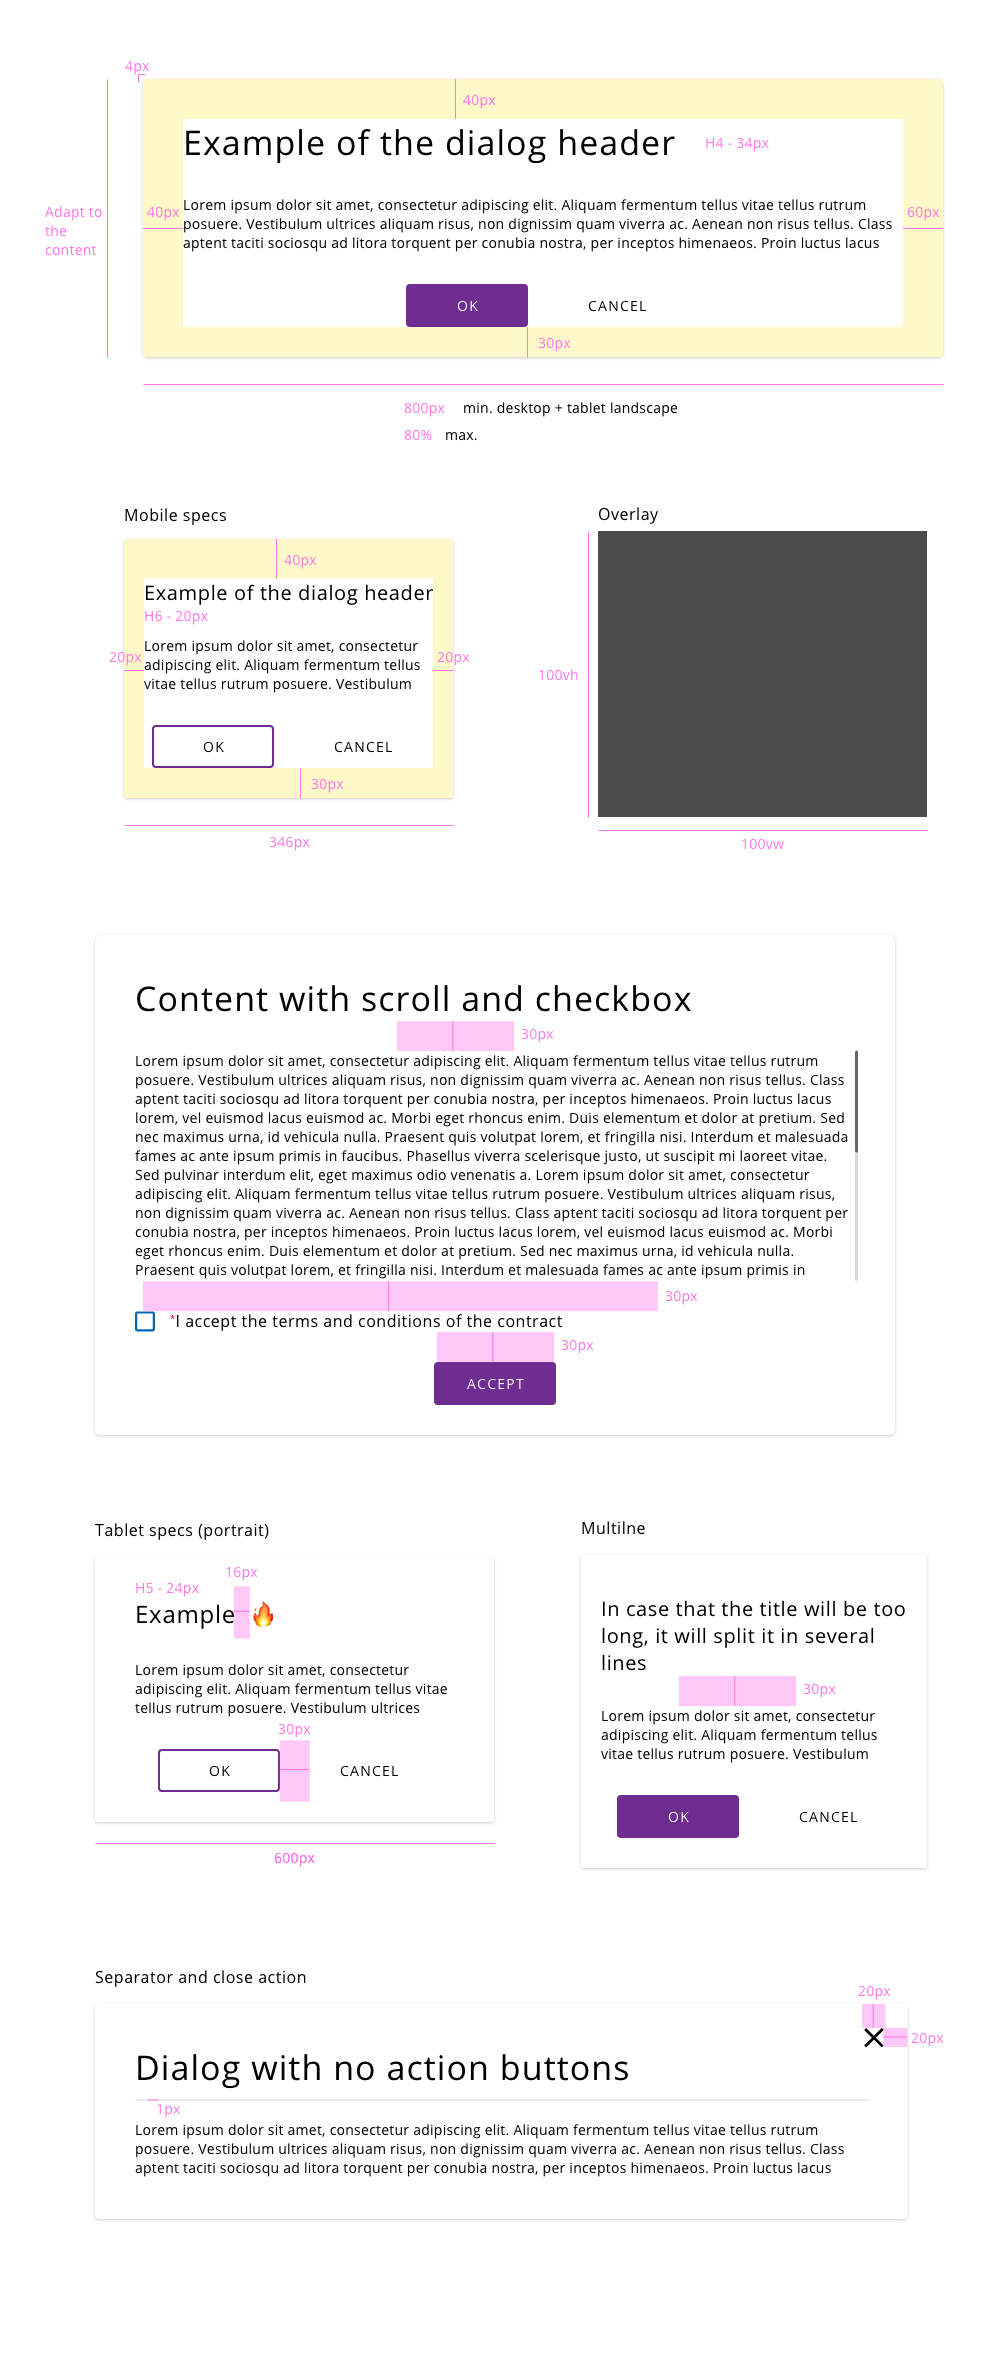 4px
40px
Example of the dialog header
H4 - 34px
Adapt to
the
content
40px
60px
Lorem ipsum dolor sit amet, consectetur adipiscing elit. Aliquam fermentum tellus vitae tellus rutrum
posuere. Vestibulum ultrices aliquam risus, non dignissim quam viverra ac. Aenean non risus tellus. Class
aptent taciti sociosqu ad litora torquent per conubia nostra, per inceptos himenaeos. Proin luctus lacus
OK
CANCEL
30px
800px min. desktop + tablet landscape
80% max.
Mobile specs
40px
Example of the dialog header
H6 - 20px
20px
20px
Lorem ipsum dolor sit amet, consectetur
adipiscing elit. Aliquam fermentum tellus
vitae tellus rutrum posuere. Vestibulum
OK
CANCEL
30px
346px
Overlay
100vh
100vw
Content with scroll and checkbox
30px
Lorem ipsum dolor sit amet, consectetur adipiscing elit. Aliquam fermentum tellus vitae tellus rutrum
posuere. Vestibulum ultrices aliquam risus, non dignissim quam viverra ac. Aenean non risus tellus. Class
aptent taciti sociosqu ad litora torquent per conubia nostra, per inceptos himenaeos. Proin luctus lacus
lorem, vel euismod lacus euismod ac. Morbi eget rhoncus enim. Duis elementum et dolor at pretium. Sed
nec maximus urna, id vehicula nulla. Praesent quis volutpat lorem, et fringilla nisi. Interdum et malesuada
fames ac ante ipsum primis in faucibus. Phasellus viverra scelerisque justo, ut suscipit mi laoreet vitae.
Sed pulvinar interdum elit, eget maximus odio venenatis a. Lorem ipsum dolor sit amet, consectetur
adipiscing elit. Aliquam fermentum tellus vitae tellus rutrum posuere. Vestibulum ultrices aliquam risus,
non dignissim quam viverra ac. Aenean non risus tellus. Class aptent taciti sociosqu ad litora torquent per
conubia nostra, per inceptos himenaeos. Proin luctus lacus lorem, vel euismod lacus euismod ac. Morbi
eget rhoncus enim. Duis elementum et dolor at pretium. Sed nec maximus urna, id vehicula nulla.
Praesent quis volutpat lorem, et fringilla nisi. Interdum et malesuada fames ac ante ipsum primis in
30px
*I accept the terms and conditions of the contract
30px
ACCEPT
Tablet specs (portrait)
16px
H5 - 24px
Example
Lorem ipsum dolor sit amet, consectetur
adipiscing elit. Aliquam fermentum tellus vitae
tellus rutrum posuere. Vestibulum ultrices
30px
OK
CANCEL
600px
Multilne
In case that the title will be too
long, it will split it in several
lines
30px
Lorem ipsum dolor sit amet, consectetur
adipiscing elit. Aliquam fermentum tellus
vitae tellus rutrum posuere. Vestibulum
OK
CANCEL
Separator and close action
20px
20px
Dialog with no action buttons
1px
Lorem ipsum dolor sit amet, consectetur adipiscing elit. Aliquam fermentum tellus vitae tellus rutrum
posuere. Vestibulum ultrices aliquam risus, non dignissim quam viverra ac. Aenean non risus tellus. Class
aptent taciti sociosqu ad litora torquent per conubia nostra, per inceptos himenaeos. Proin luctus lacus